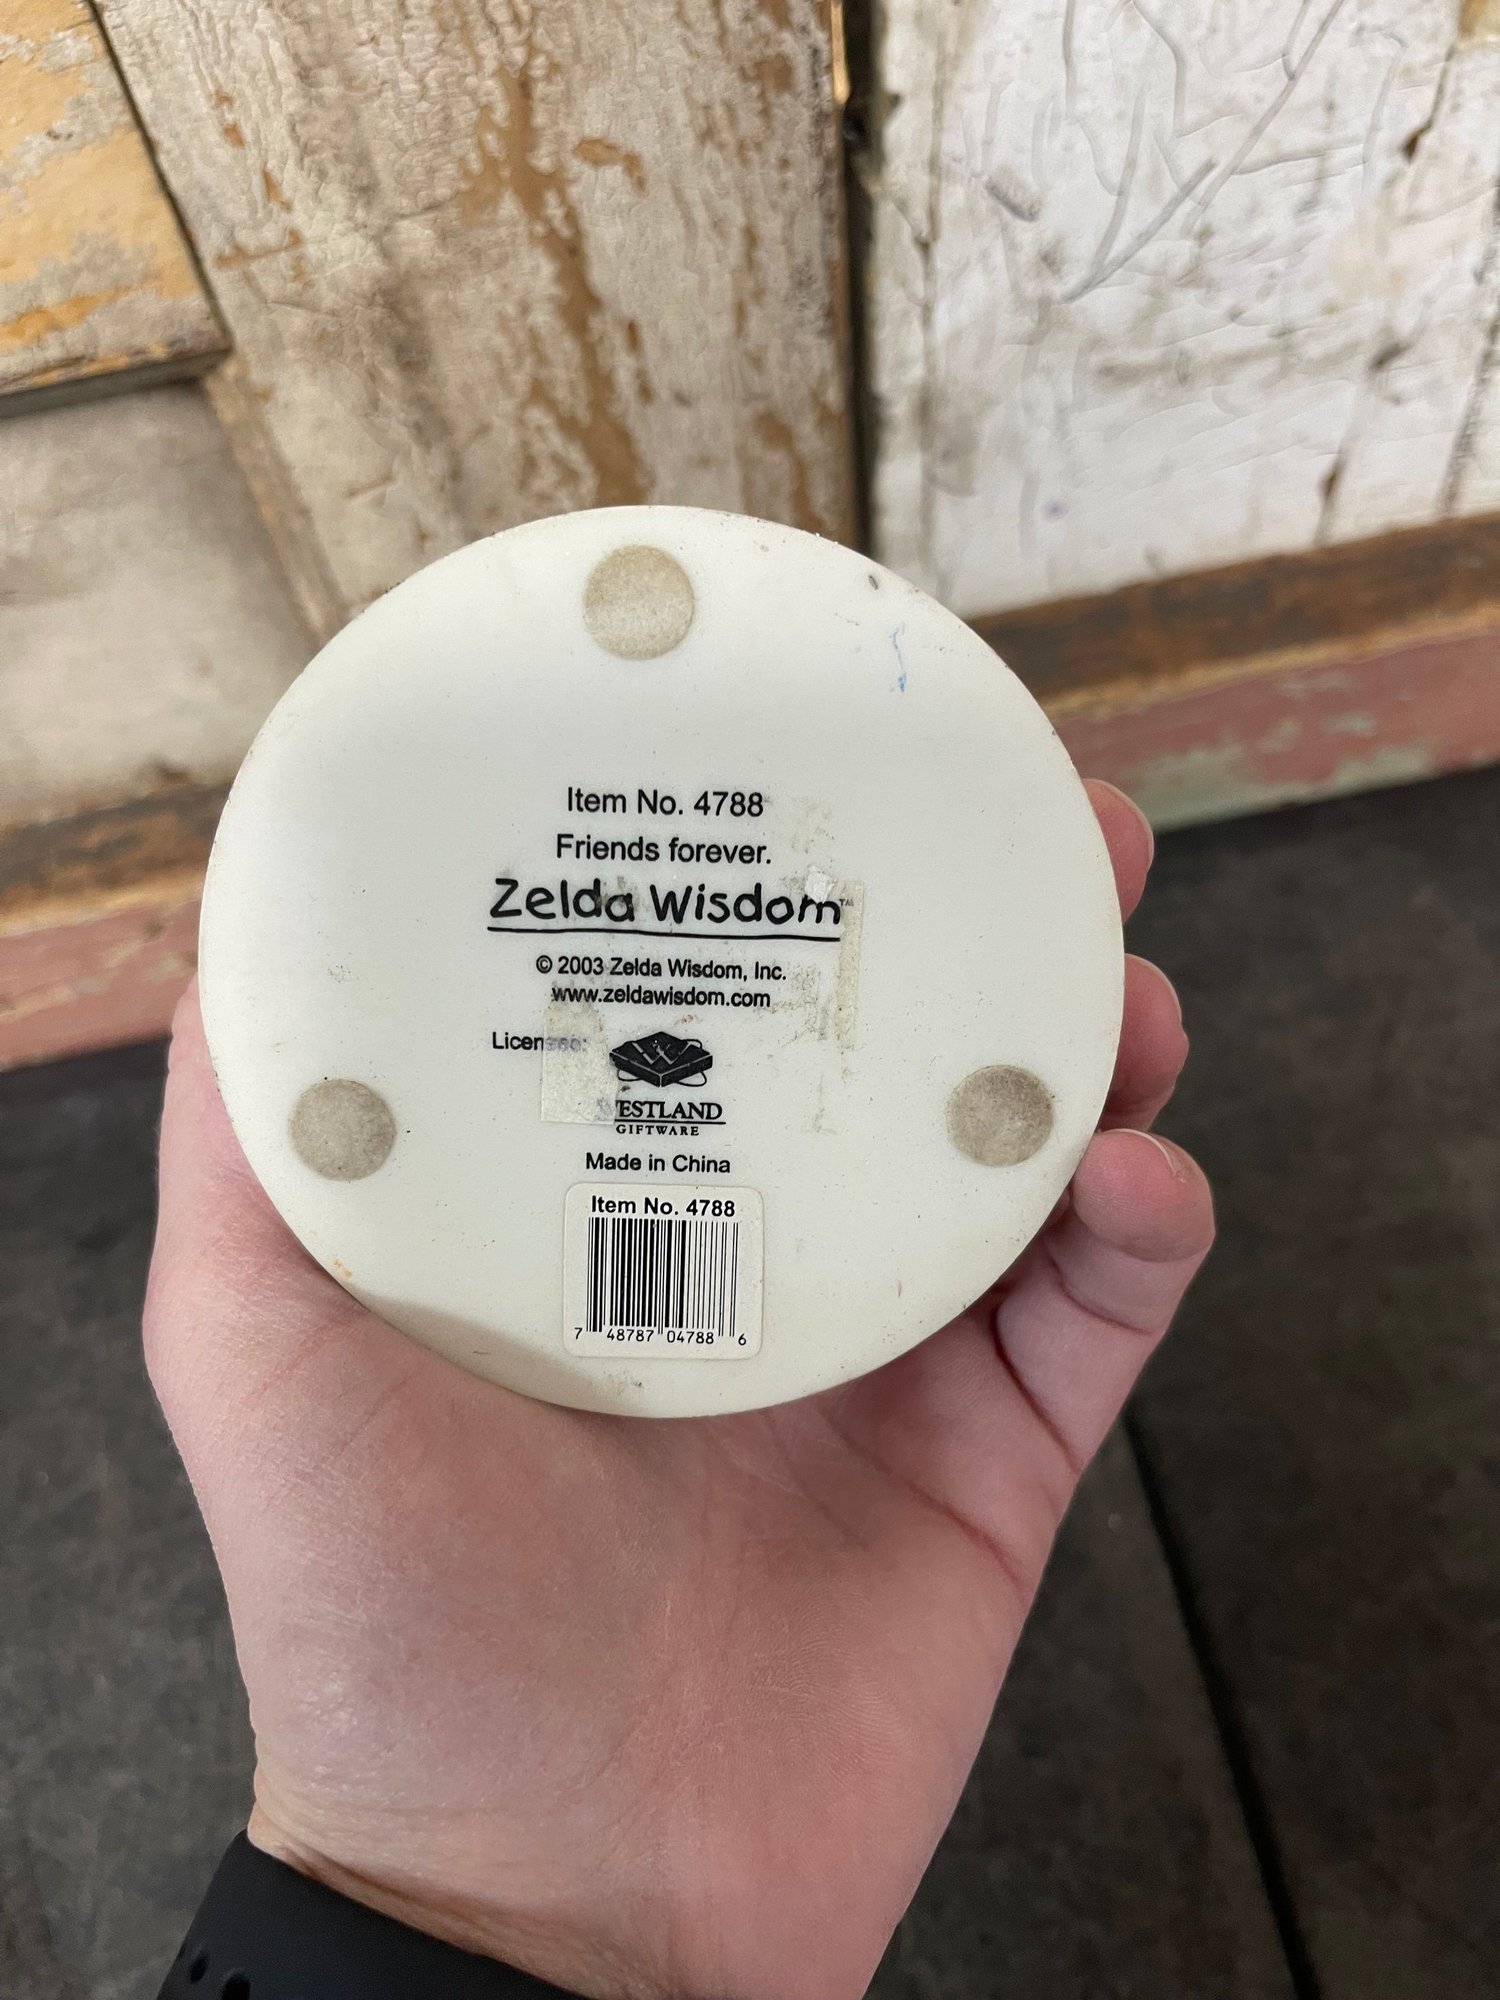 Item No. 4788
Friends forever.
Zelda Wisdom™
© 2003 Zelda Wisdom, Inc.
www.zeldawisdom.com
Licensee:
WESTLAND
GIFTWARE
Made in China
Item No. 4788
7 48787 04788 6